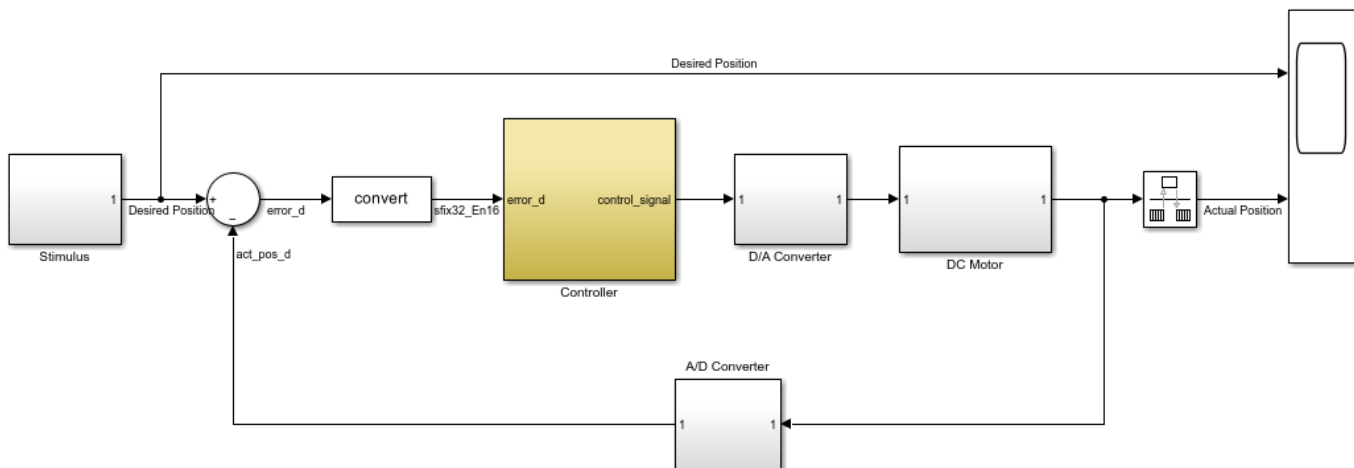 Desired Position
1
Desired Position
Stimulus
+
−
error_d
act_pos_d
convert
sfix32_En16
error_d
control_signal
Controller
1
1
D/A Converter
1
1
DC Motor
Actual Position
A/D Converter
1
1